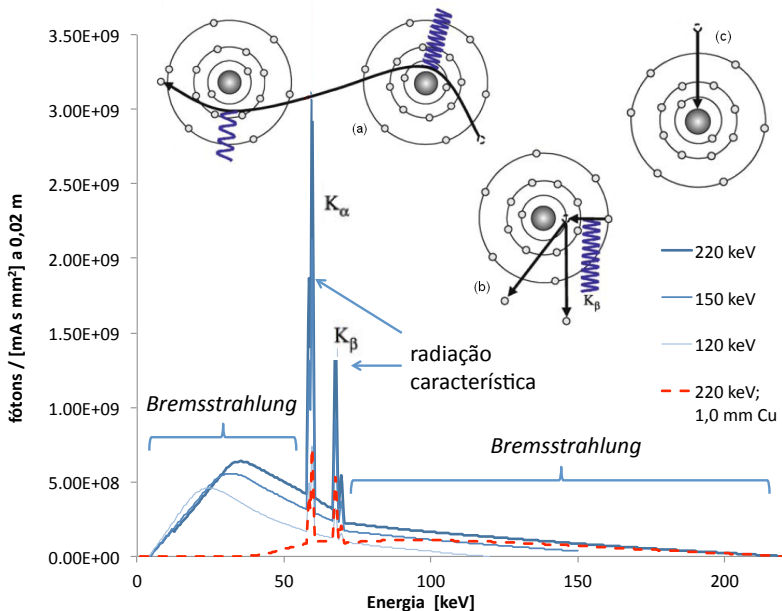 fótons / [mA s mm²] a 0,02 m
3.50E+09
3.00E+09
2.50E+09
2.00E+09
1.50E+09
1.00E+09
5.00E+08
0.00E+00
0
50
100
150
200
Energia [keV]
(a)
(b)
(c)
Kα
Kβ
Kβ
radiação
característica
Bremsstrahlung
Bremsstrahlung
220 keV
150 keV
120 keV
220 keV;
1,0 mm Cu